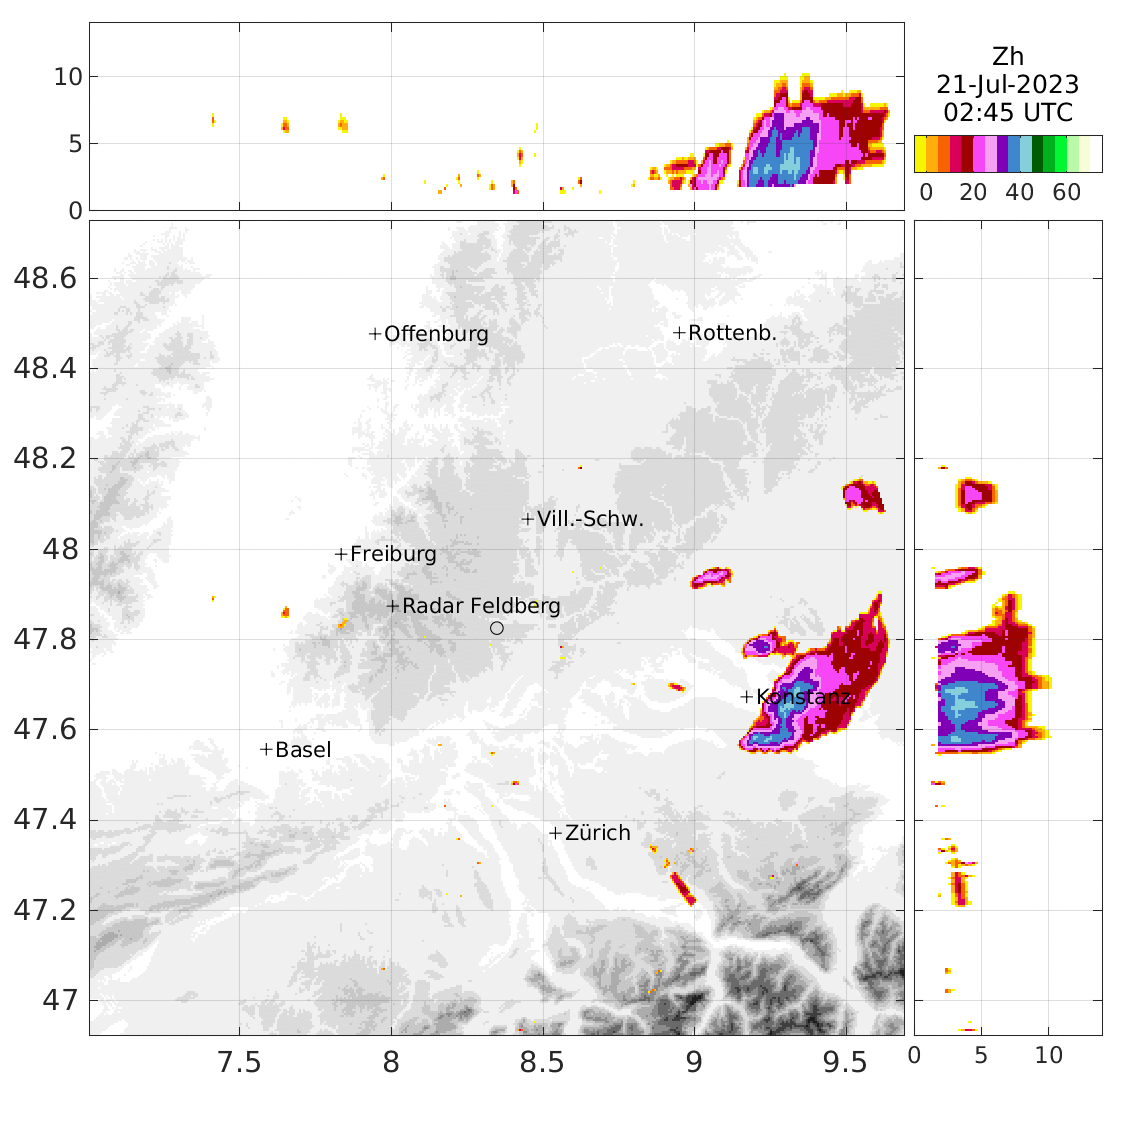 10
5
0
Zh
21-Jul-2023
02:45 UTC
0 20 40 60
48.6
48.4
48.2
48
47.8
47.6
47.4
47.2
47
+Offenburg
+Rottenb.
+Vill.-Schw.
+Freiburg
+Radar Feldberg
+Konstanz
+Basel
+Zürich
7.5 8 8.5 9 9.5
0 5 10